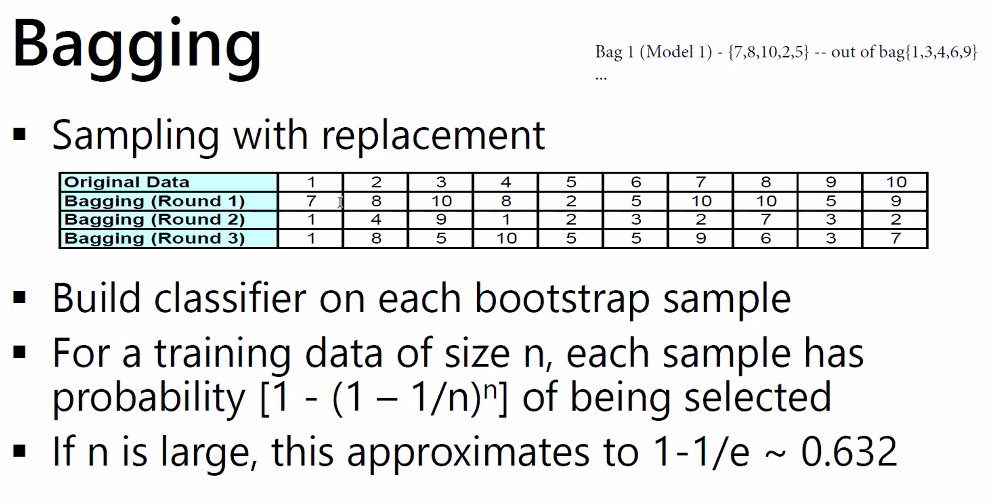 Bagging
Bag 1 (Model 1) - {7,8,10,2,5} -- out of bag{1,3,4,6,9}
...
▪ Sampling with replacement
Original Data 1 2 3 4 5 6 7 8 9 10
Bagging (Round 1) 7 8 10 8 2 5 10 10 5 9
Bagging (Round 2) 1 4 9 1 2 3 2 7 3 2
Bagging (Round 3) 1 8 5 10 5 5 9 6 3 7
▪ Build classifier on each bootstrap sample
▪ For a training data of size n, each sample has
probability [1 - (1 – 1/n)ⁿ] of being selected
▪ If n is large, this approximates to 1-1/e ~ 0.632